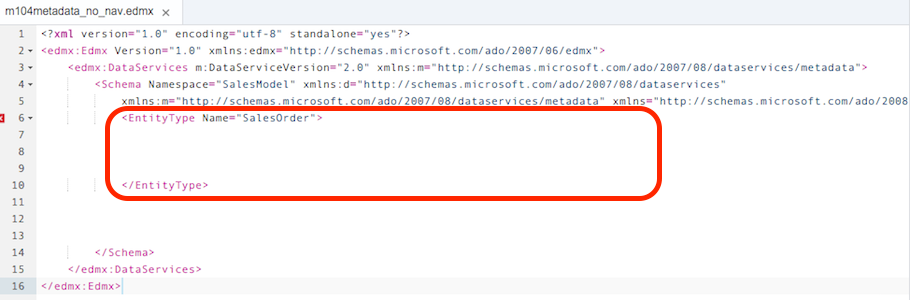 m104metadata_no_nav.edmx ×
1 <?xml version="1.0" encoding="utf-8" standalone="yes"?>
2 <edmx:Edmx Version="1.0" xmlns:edmx="http://schemas.microsoft.com/ado/2007/06/edmx">
3 <edmx:DataServices m:DataServiceVersion="2.0" xmlns:m="http://schemas.microsoft.com/ado/2007/08/dataservices/metadata">
4 <Schema Namespace="SalesModel" xmlns:d="http://schemas.microsoft.com/ado/2007/08/dataservices"
5 xmlns:m="http://schemas.microsoft.com/ado/2007/08/dataservices/metadata" xmlns="http://schemas.microsoft.com/ado/2008
6 <EntityType Name="SalesOrder">
7
8
9
10 </EntityType>
11
12
13
14 </Schema>
15 </edmx:DataServices>
16 </edmx:Edmx>